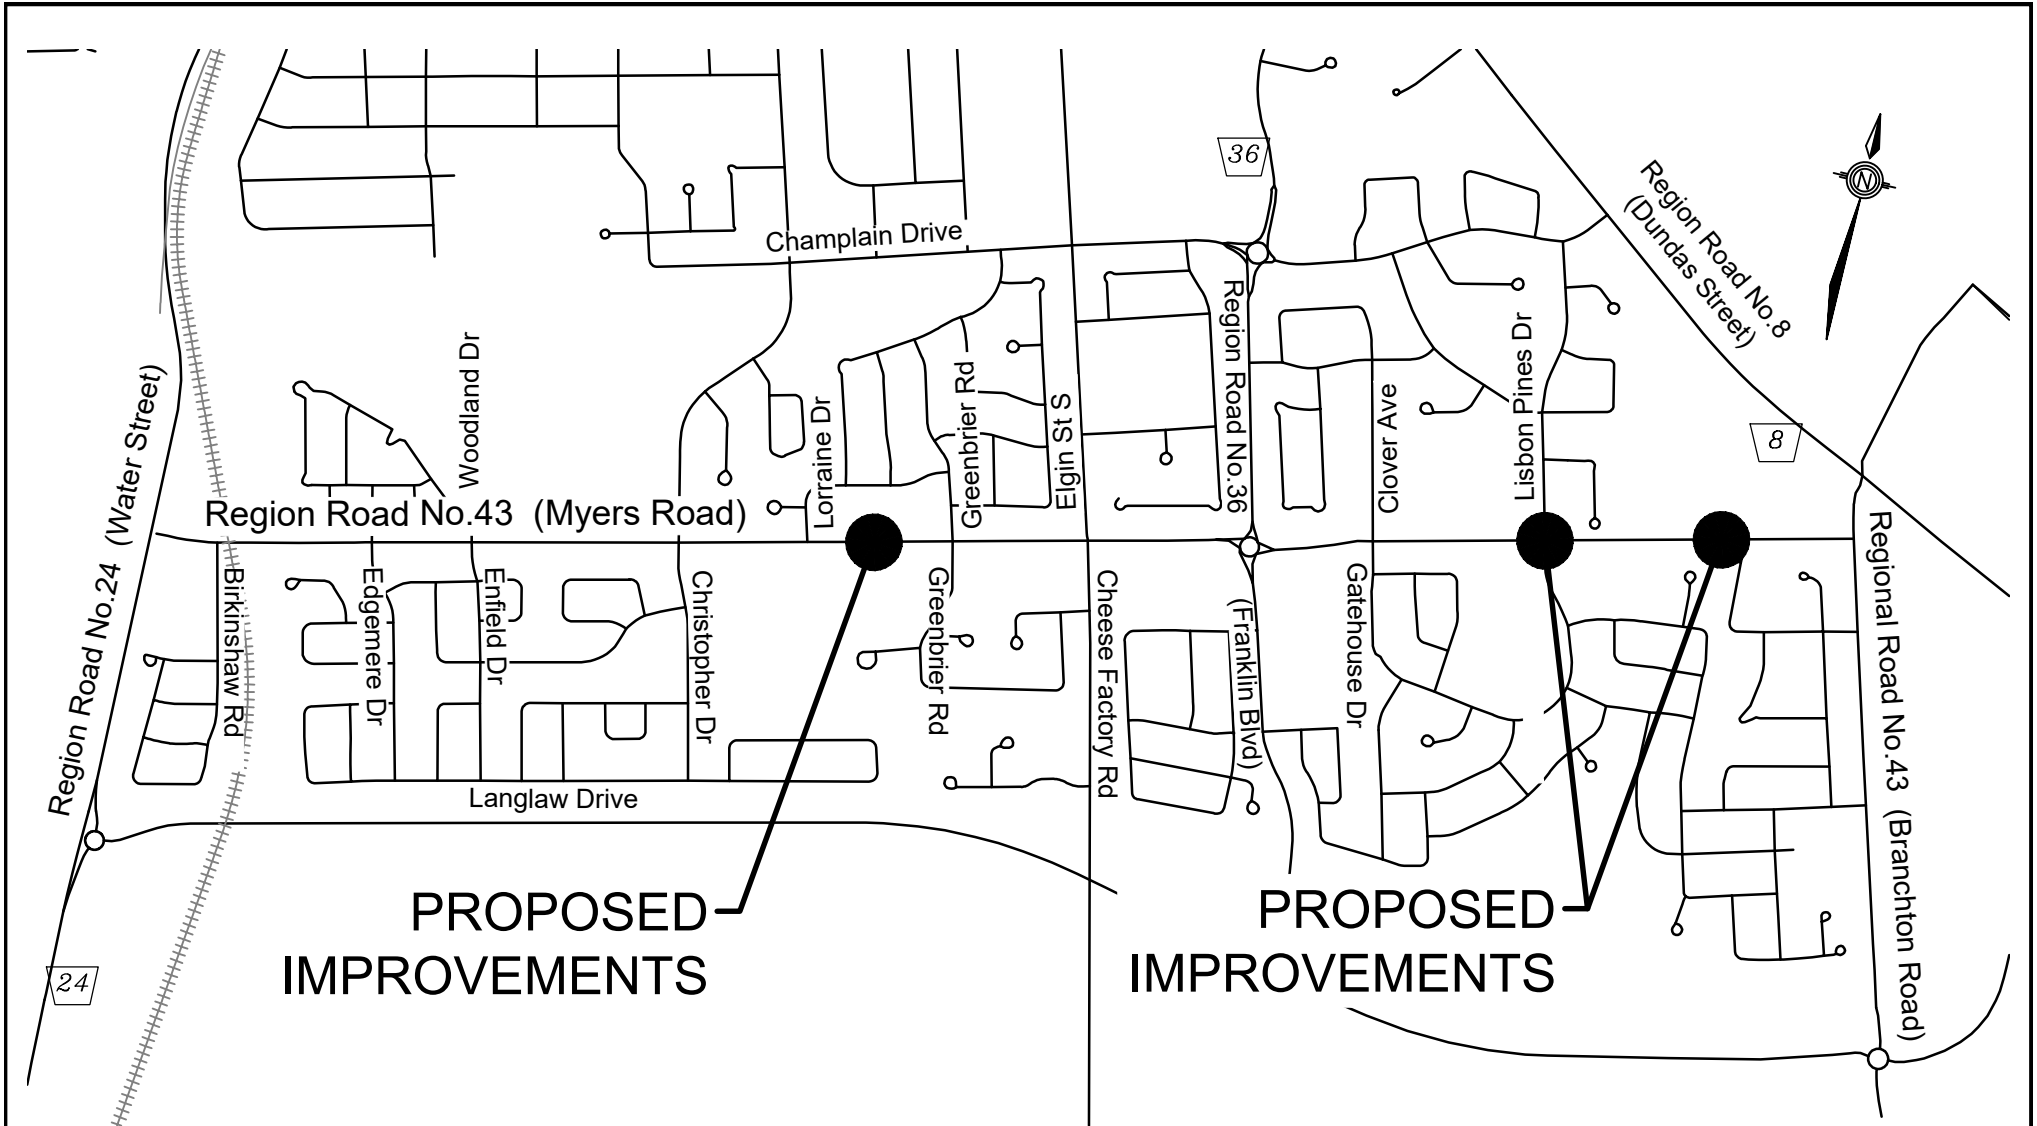 36
N
Region Road No.8
(Dundas Street)
Champlain Drive
Region Road No.24 (Water Street)
Woodland Dr
Lorraine Dr
Greenbrier Rd
Elgin St S
Region Road No.36
Clover Ave
Lisbon Pines Dr
8
Region Road No.43 (Myers Road)
Birkinshaw Rd
Edgemere Dr
Enfield Dr
Christopher Dr
Greenbrier Rd
Cheese Factory Rd
(Franklin Blvd)
Gatehouse Dr
Regional Road No.43 (Branchton Road)
Langlaw Drive
PROPOSED
IMPROVEMENTS
PROPOSED
IMPROVEMENTS
24